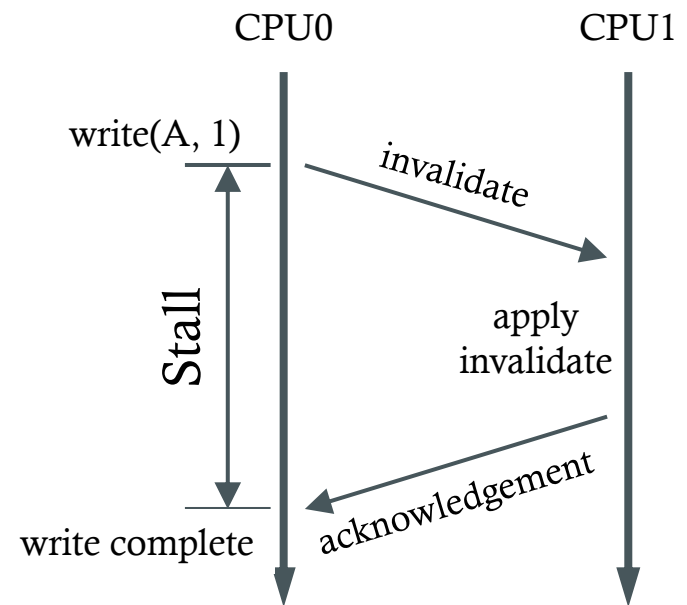 CPU0
CPU1
write(A, 1)
invalidate
Stall
apply
invalidate
acknowledgement
write complete